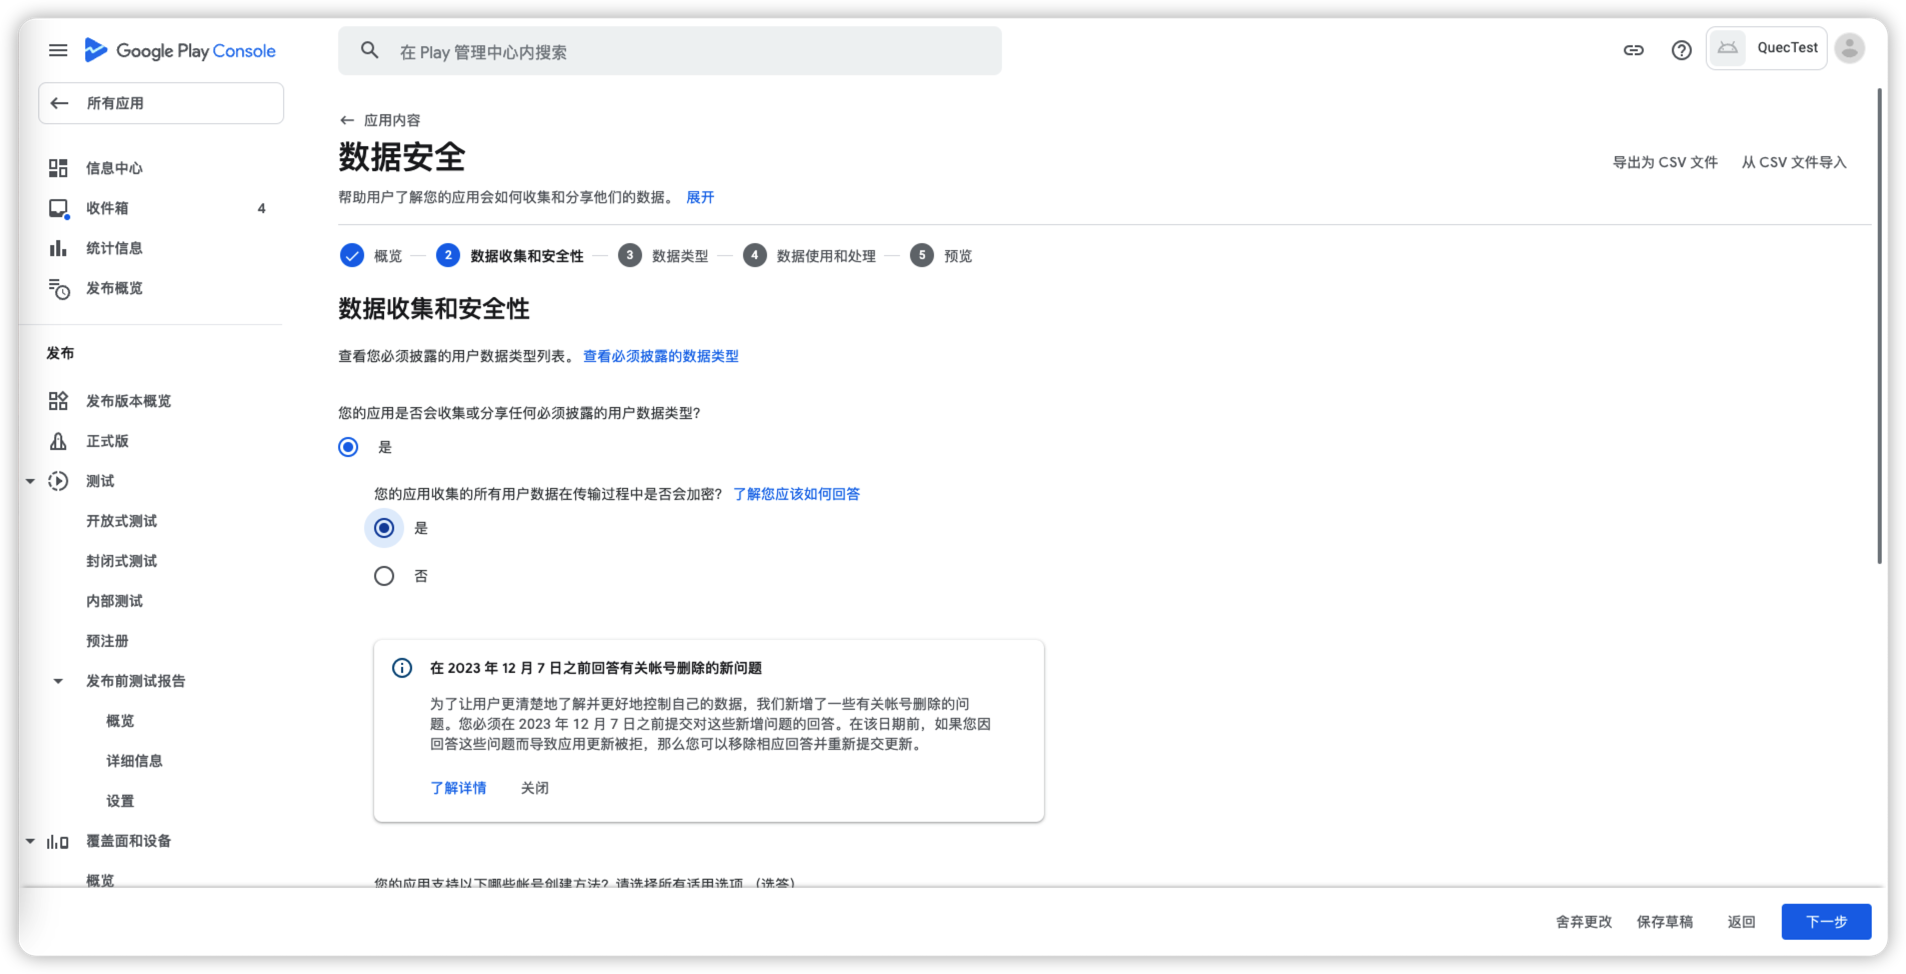 Google Play Console
在 Play 管理中心内搜索
QuecTest
所有应用
信息中心
收件箱 4
统计信息
发布概览
发布
发布版本概览
正式版
测试
开放式测试
封闭式测试
内部测试
预注册
发布前测试报告
概览
详细信息
设置
覆盖面和设备
概览
应用内容
数据安全
导出为 CSV 文件 从 CSV 文件导入
帮助用户了解您的应用会如何收集和分享他们的数据。 展开
概览 2 数据收集和安全性 3 数据类型 4 数据使用和处理 5 预览
数据收集和安全性
查看您必须披露的用户数据类型列表。 查看必须披露的数据类型
您的应用是否会收集或分享任何必须披露的用户数据类型?
是
您的应用收集的所有用户数据在传输过程中是否会加密? 了解您应该如何回答
是
否
在 2023 年 12 月 7 日之前回答有关帐号删除的新问题
为了让用户更清楚地了解并更好地控制自己的数据，我们新增了一些有关帐号删除的问
题。您必须在 2023 年 12 月 7 日之前提交对这些新增问题的回答。在该日期前，如果您因
回答这些问题而导致应用更新被拒，那么您可以移除相应回答并重新提交更新。
了解详情 关闭
您的应用支持以下哪些帐号创建方法? 请选择所有适用选项。(选答)
舍弃更改 保存草稿 返回 下一步